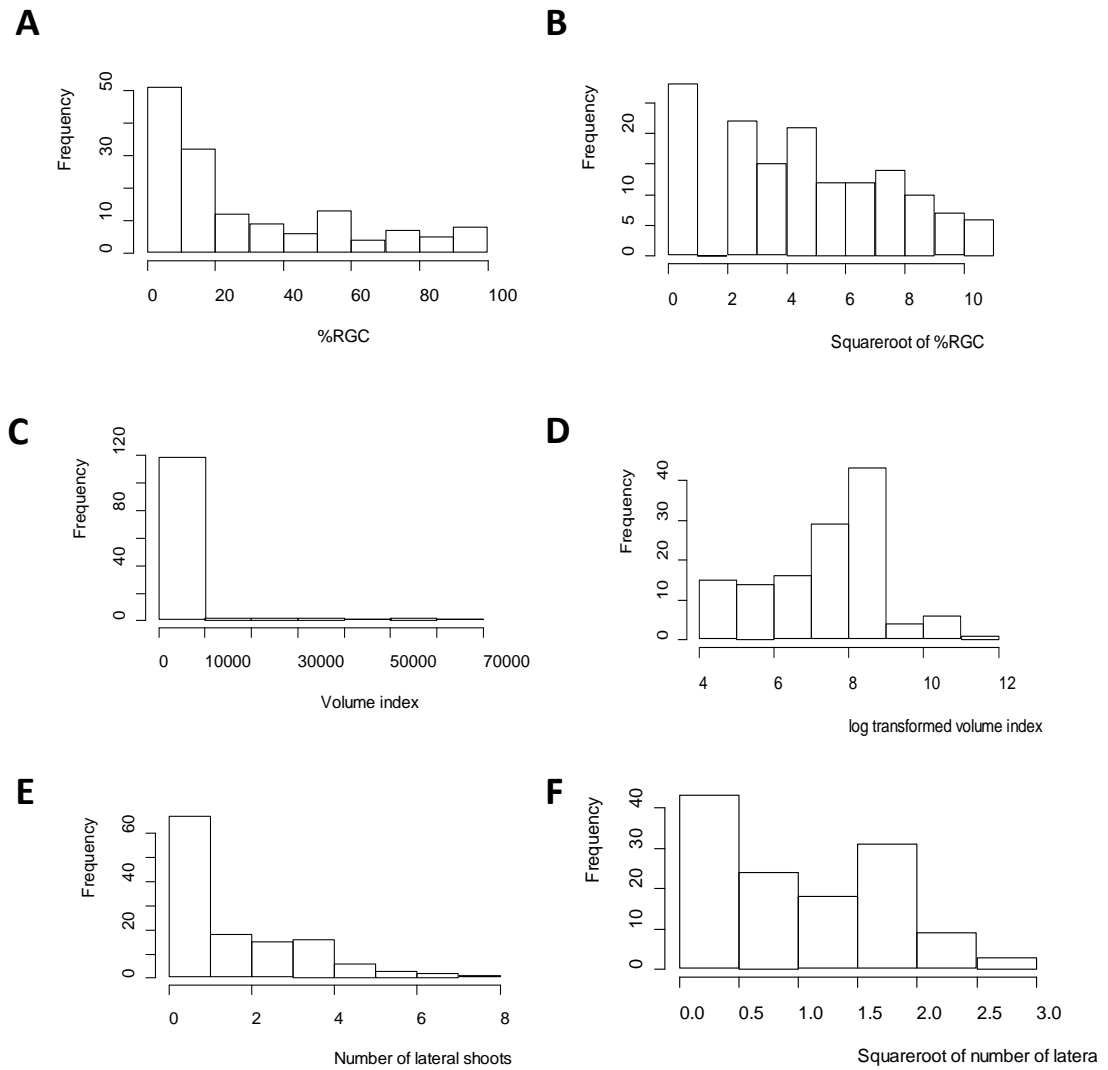 A
Frequency
0 10 30 50
0 20 40 60 80 100
%RGC
B
Frequency
0 5 10 20
0 2 4 6 8 10
Squareroot of %RGC
C
Frequency
0 40 80 120
0 10000 30000 50000 70000
Volume index
D
Frequency
0 10 20 30 40
4 6 8 10 12
log transformed volume index
E
Frequency
0 20 40 60
0 2 4 6 8
Number of lateral shoots
F
Frequency
0 10 20 30 40
0.0 0.5 1.0 1.5 2.0 2.5 3.0
Squareroot of number of latera